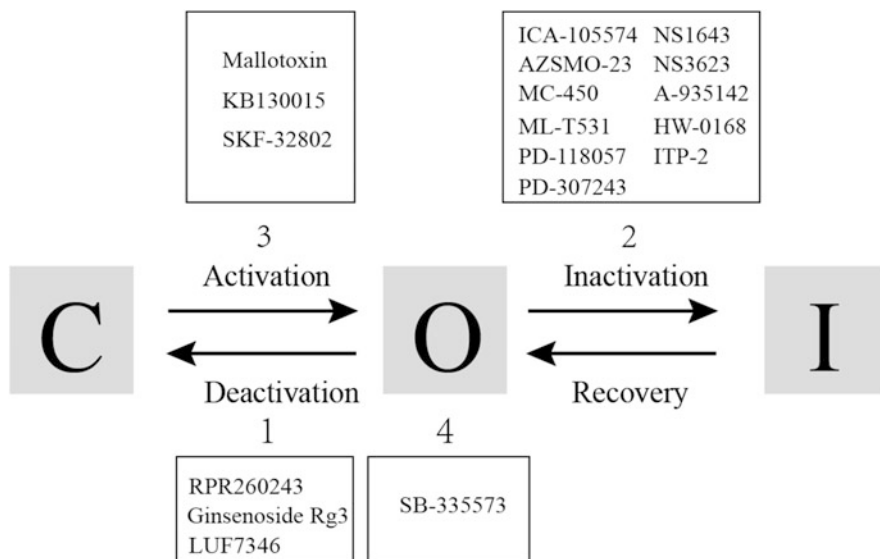 Mallotoxin
KB130015
SKF-32802
ICA-105574 NS1643
AZSMO-23 NS3623
MC-450 A-935142
ML-T531 HW-0168
PD-118057 ITP-2
PD-307243
3
2
Activation
Inactivation
C
O
I
Deactivation
Recovery
1
4
RPR260243
Ginsenoside Rg3
LUF7346
SB-335573